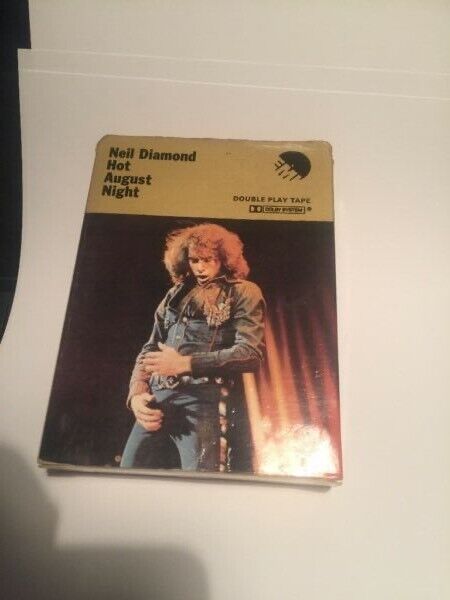 Neil Diamond
Hot
August
Night
EMI
DOUBLE PLAY TAPE
DOLBY SYSTEM ®